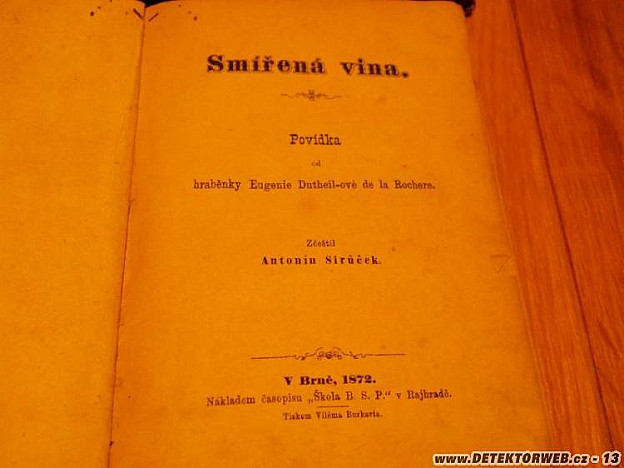 Smířená vina.
Povídka
od
hraběnky Eugenie Dutheil-ové de la Rochere.
Zčeštil
Antonín Sirůček.
V Brně, 1872.
Nákladem časopisu „Škola B. S. P.“ v Rajhradě.
Tiskem Viléma Burkarta.
www.DETEKTORWEB.cz - 13